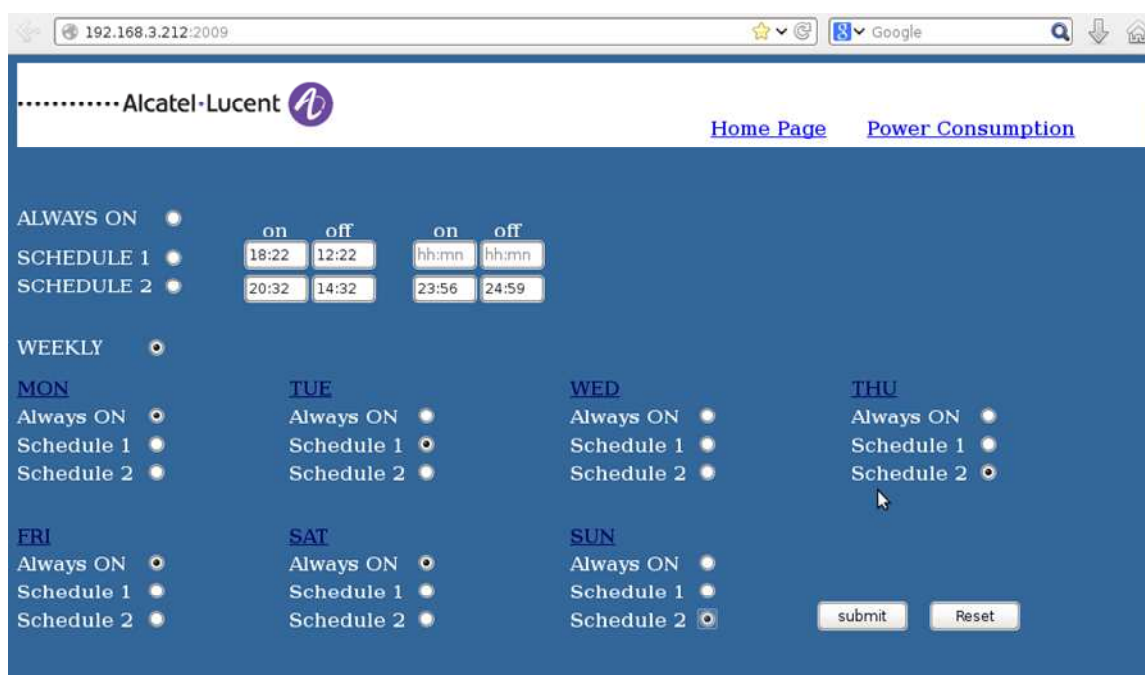 192.168.3.212:2009
8 Google
Alcatel·Lucent
Home Page Power Consumption
ALWAYS ON
on off on off
SCHEDULE 1 18:22 12:22 hh:mn hh:mn
SCHEDULE 2 20:32 14:32 23:56 24:59
WEEKLY
MON TUE WED THU
Always ON Always ON Always ON Always ON
Schedule 1 Schedule 1 Schedule 1 Schedule 1
Schedule 2 Schedule 2 Schedule 2 Schedule 2
FRI SAT SUN
Always ON Always ON Always ON
Schedule 1 Schedule 1 Schedule 1
Schedule 2 Schedule 2 Schedule 2 submit Reset